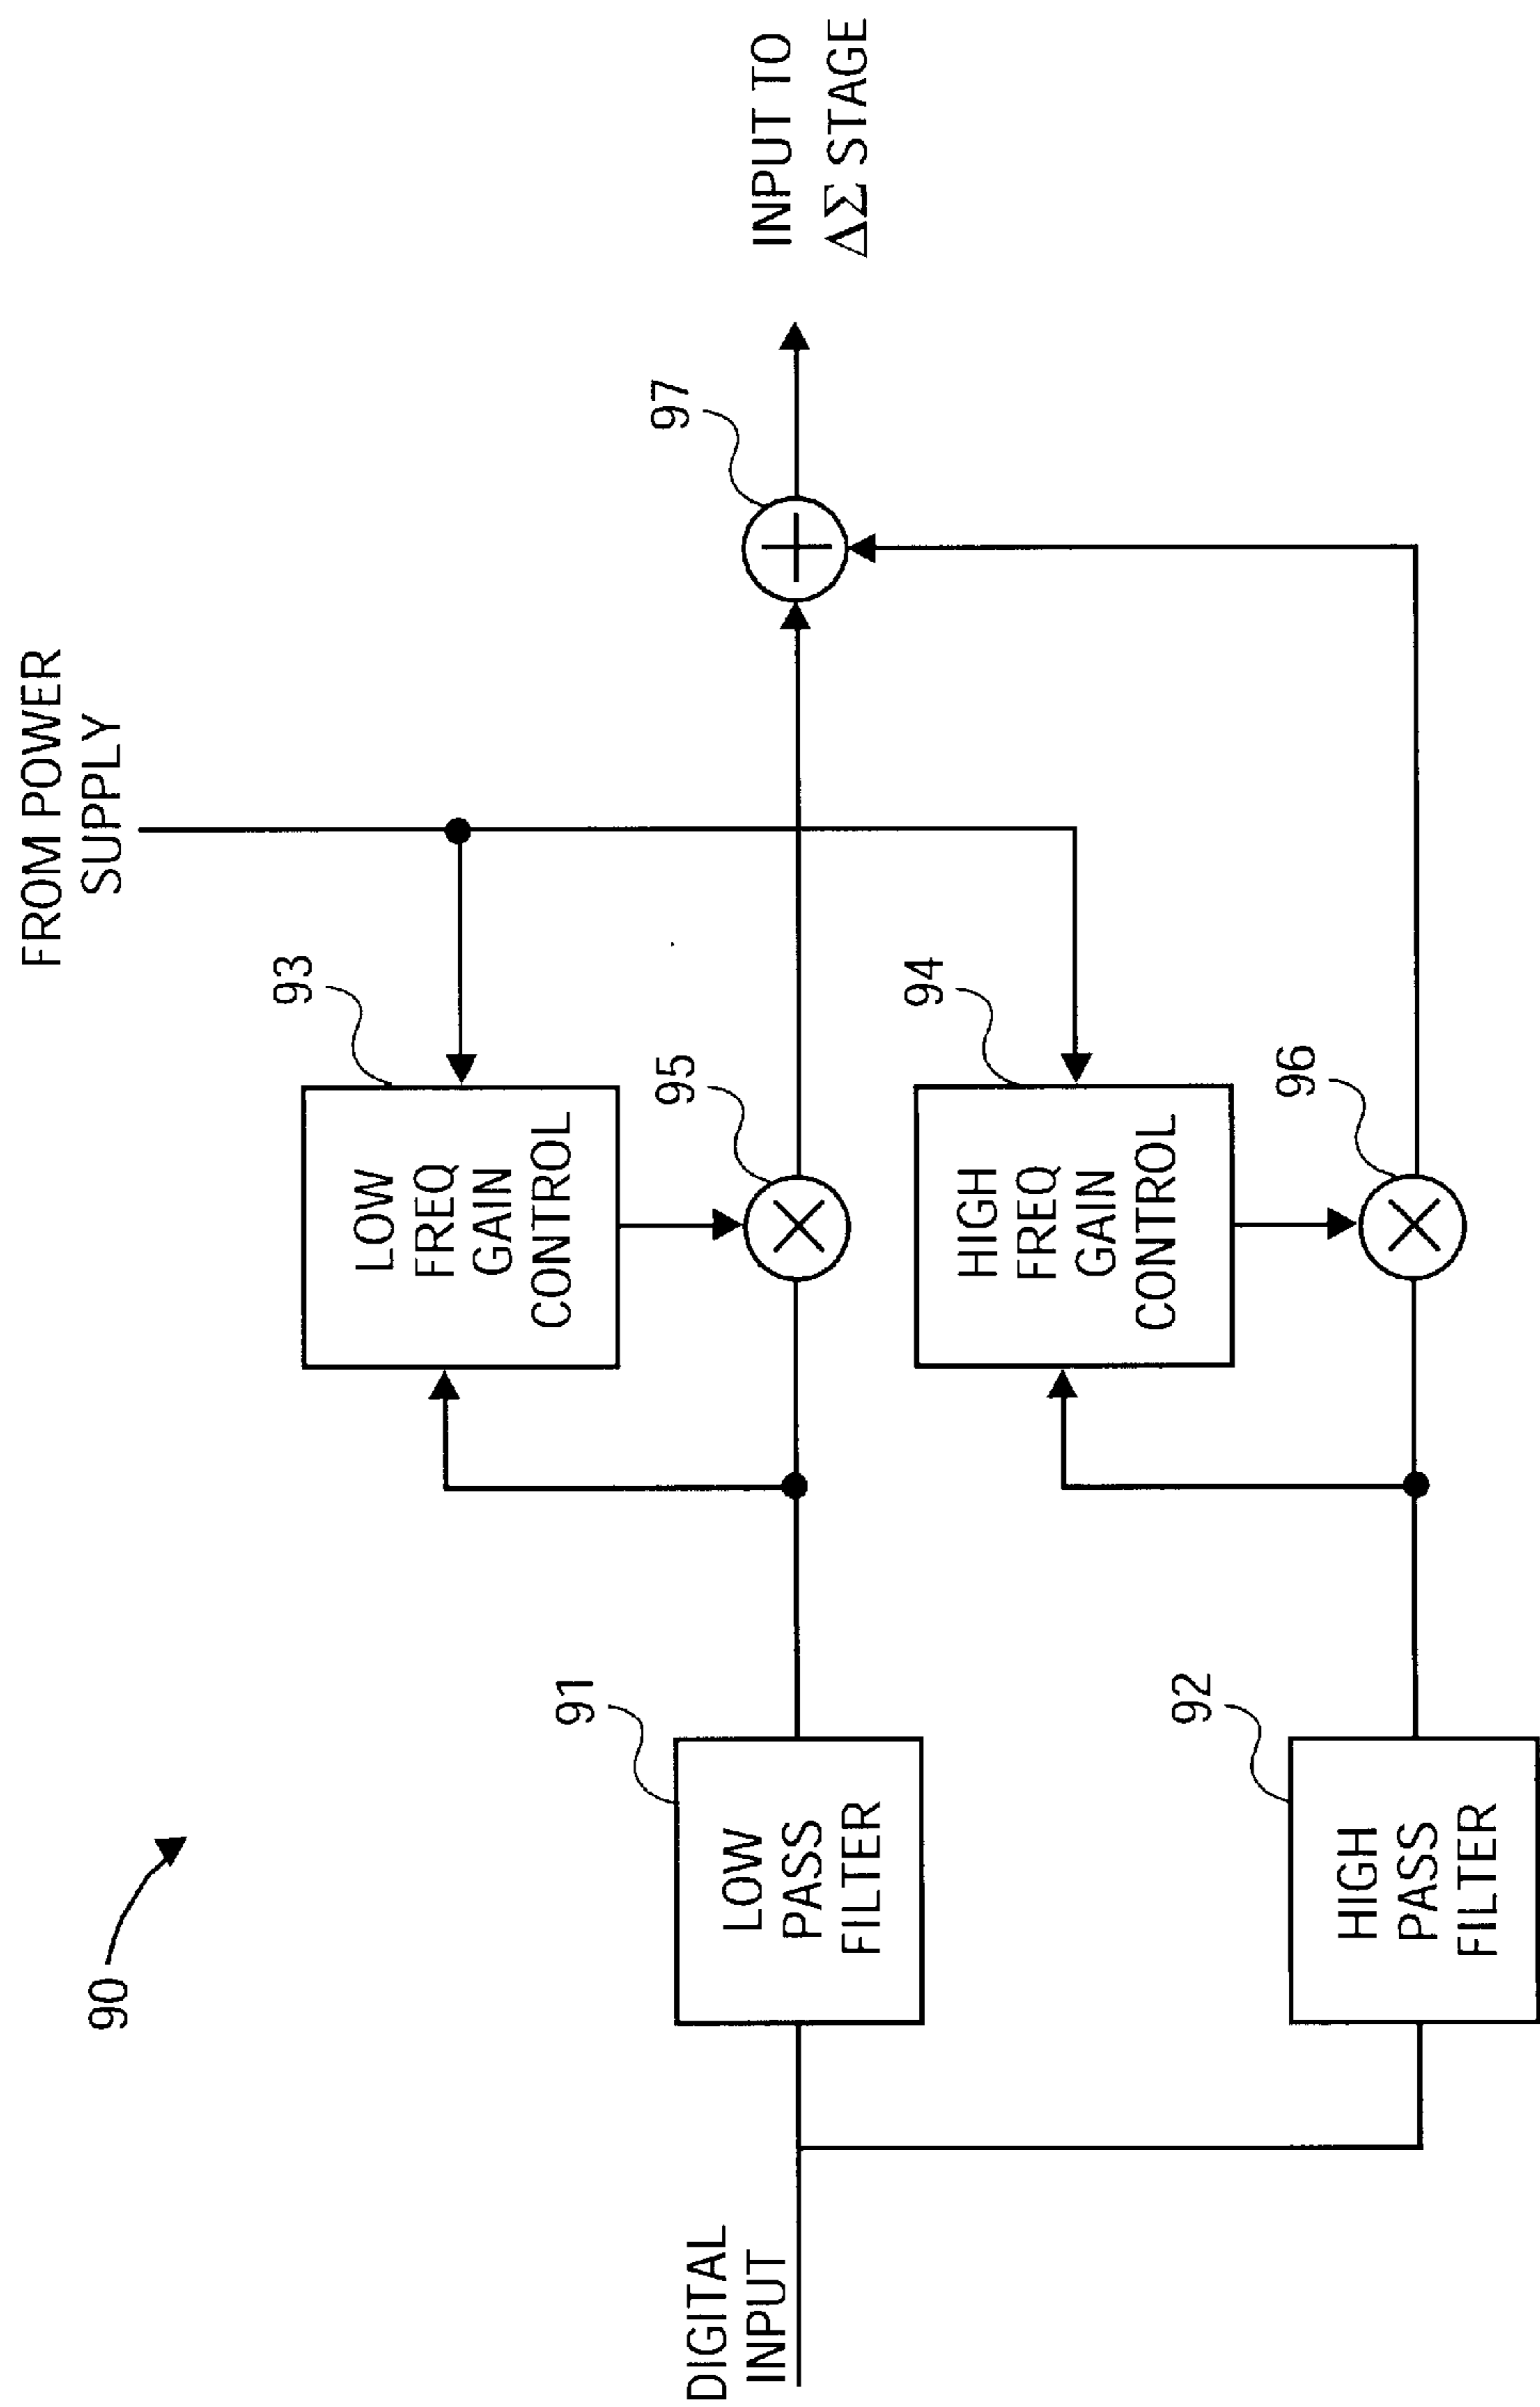 90
FROM POWER
SUPPLY
93
LOW
FREQ
GAIN
CONTROL
95
97
INPUT TO
ΔΣ STAGE
DIGITAL
INPUT
91
LOW
PASS
FILTER
94
HIGH
FREQ
GAIN
CONTROL
96
92
HIGH
PASS
FILTER